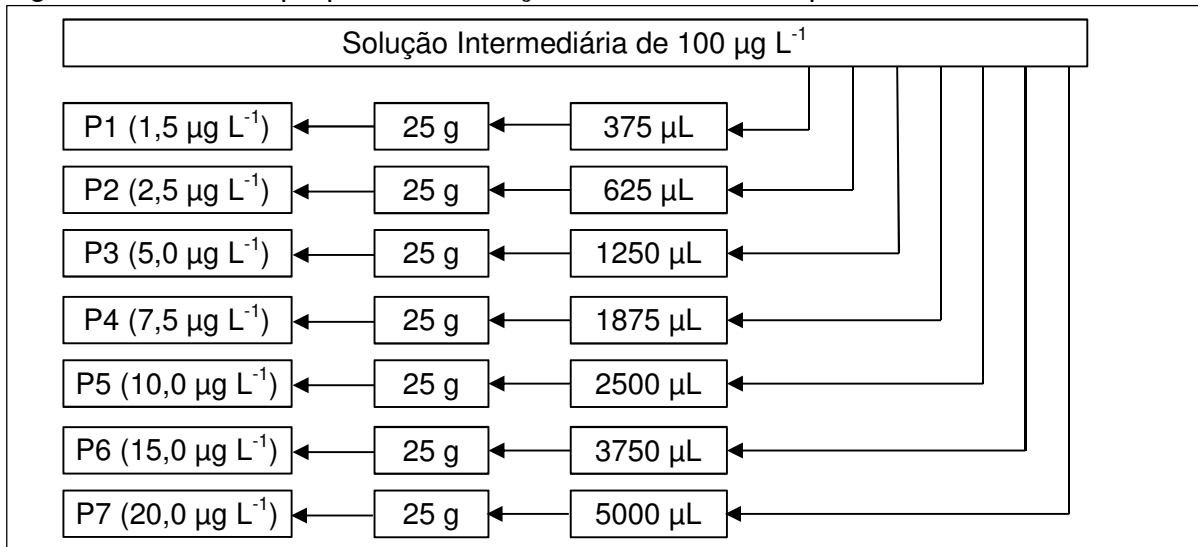 Solução Intermediária de 100 µg L⁻¹
P1 (1,5 µg L⁻¹) 25 g 375 µL
P2 (2,5 µg L⁻¹) 25 g 625 µL
P3 (5,0 µg L⁻¹) 25 g 1250 µL
P4 (7,5 µg L⁻¹) 25 g 1875 µL
P5 (10,0 µg L⁻¹) 25 g 2500 µL
P6 (15,0 µg L⁻¹) 25 g 3750 µL
P7 (20,0 µg L⁻¹) 25 g 5000 µL